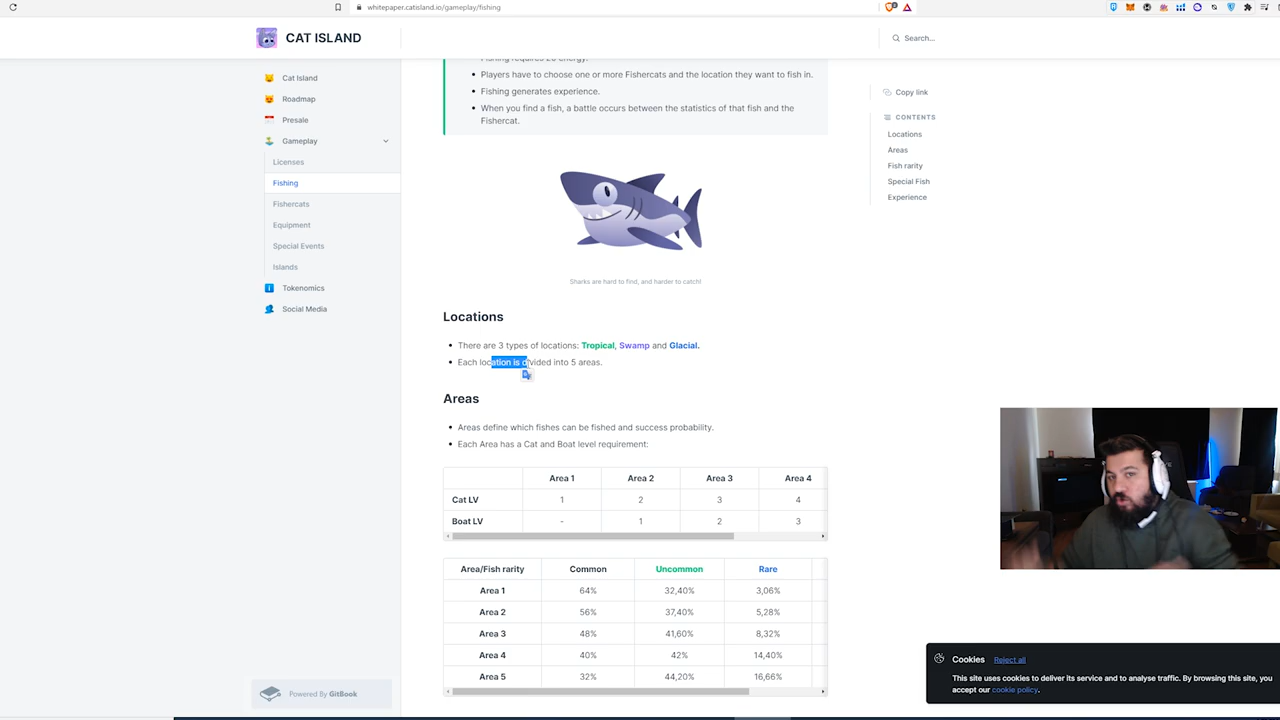 whitepaper.catisland.io/gameplay/fishing
CAT ISLAND
Search...
Cat Island
Roadmap
Presale
Gameplay
Licenses
Fishing
Fishercats
Equipment
Special Events
Islands
Tokenomics
Social Media
Powered By GitBook
Fishing requires 20 energy.
Players have to choose one or more Fishercats and the location they want to fish in.
Fishing generates experience.
When you find a fish, a battle occurs between the statistics of that fish and the
Fishercat.
Sharks are hard to find, and harder to catch!
Locations
There are 3 types of locations: Tropical, Swamp and Glacial.
Each location is divided into 5 areas.
Areas
Areas define which fishes can be fished and success probability.
Each Area has a Cat and Boat level requirement:
Area 1 Area 2 Area 3 Area 4
Cat LV 1 2 3 4
Boat LV - 1 2 3
Area/Fish rarity Common Uncommon Rare
Area 1 64% 32,40% 3,06%
Area 2 56% 37,40% 5,28%
Area 3 48% 41,60% 8,32%
Area 4 40% 42% 14,40%
Area 5 32% 44,20% 16,66%
Copy link
CONTENTS
Locations
Areas
Fish rarity
Special Fish
Experience
Cookies Reject all
This site uses cookies to deliver its service and to analyse traffic. By browsing this site, you
accept our cookie policy.